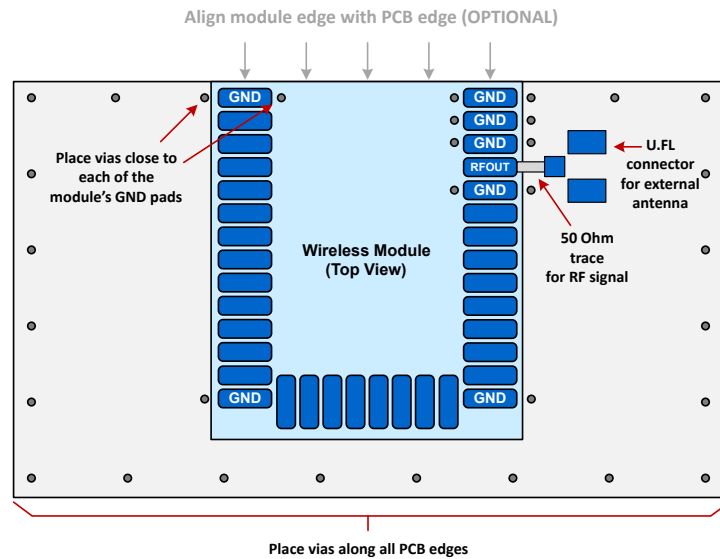 Align module edge with PCB edge (OPTIONAL)
GND
GND
GND
GND
RFOUT
GND
Place vias close to
each of the
module's GND pads
U.FL
connector
for external
antenna
50 Ohm
trace
for RF signal
Wireless Module
(Top View)
GND
GND
Place vias along all PCB edges